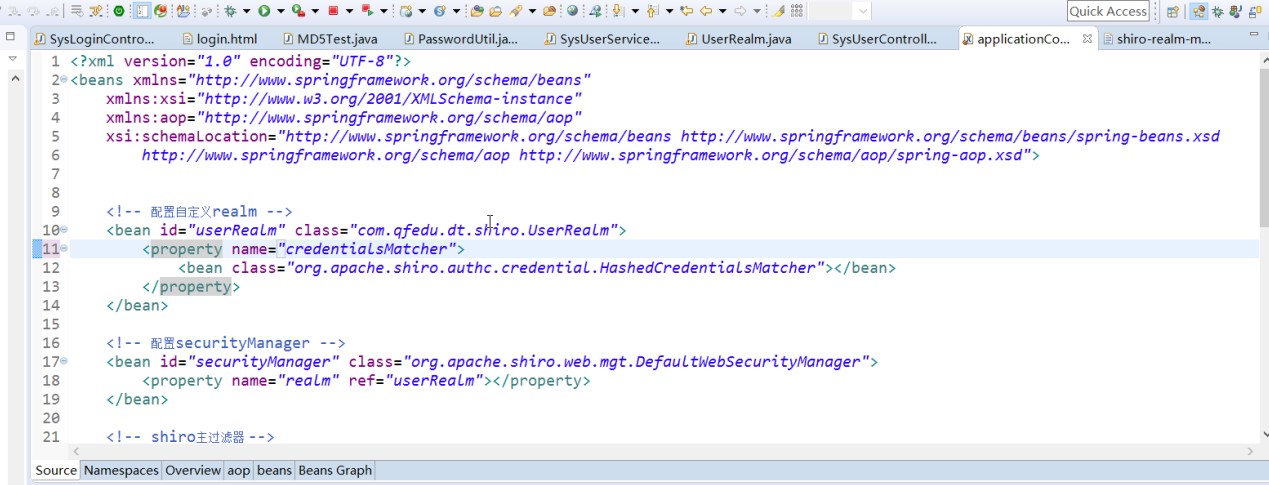 Quick Access
SysLoginContro... login.html MD5Test.java PasswordUtil.ja... SysUserService... UserRealm.java SysUserControll... applicationCo... shiro-realm-m...
1 <?xml version="1.0" encoding="UTF-8"?>
2 <beans xmlns="http://www.springframework.org/schema/beans"
3 xmlns:xsi="http://www.w3.org/2001/XMLSchema-instance"
4 xmlns:aop="http://www.springframework.org/schema/aop"
5 xsi:schemaLocation="http://www.springframework.org/schema/beans http://www.springframework.org/schema/beans/spring-beans.xsd
6 http://www.springframework.org/schema/aop http://www.springframework.org/schema/aop/spring-aop.xsd">
7
8
9 <!-- 配置自定义realm -->
10 <bean id="userRealm" class="com.qfedu.dt.shiro.UserRealm">
11 <property name="credentialsMatcher">
12 <bean class="org.apache.shiro.authc.credential.HashedCredentialsMatcher"></bean>
13 </property>
14 </bean>
15
16 <!-- 配置securityManager -->
17 <bean id="securityManager" class="org.apache.shiro.web.mgt.DefaultWebSecurityManager">
18 <property name="realm" ref="userRealm"></property>
19 </bean>
20
21 <!-- shiro主过滤器 -->
Source Namespaces Overview aop beans Beans Graph